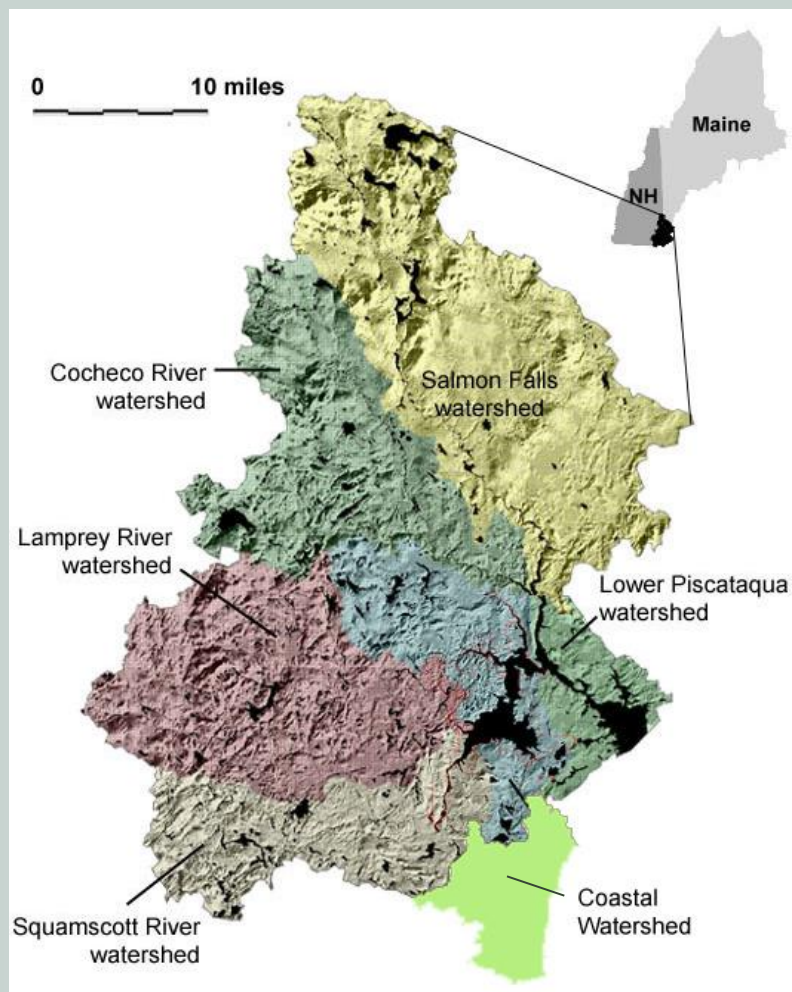 0 10 miles
Maine
NH
Cocheco River
watershed
Salmon Falls
watershed
Lamprey River
watershed
Lower Piscataqua
watershed
Squamscott River
watershed
Coastal
Watershed